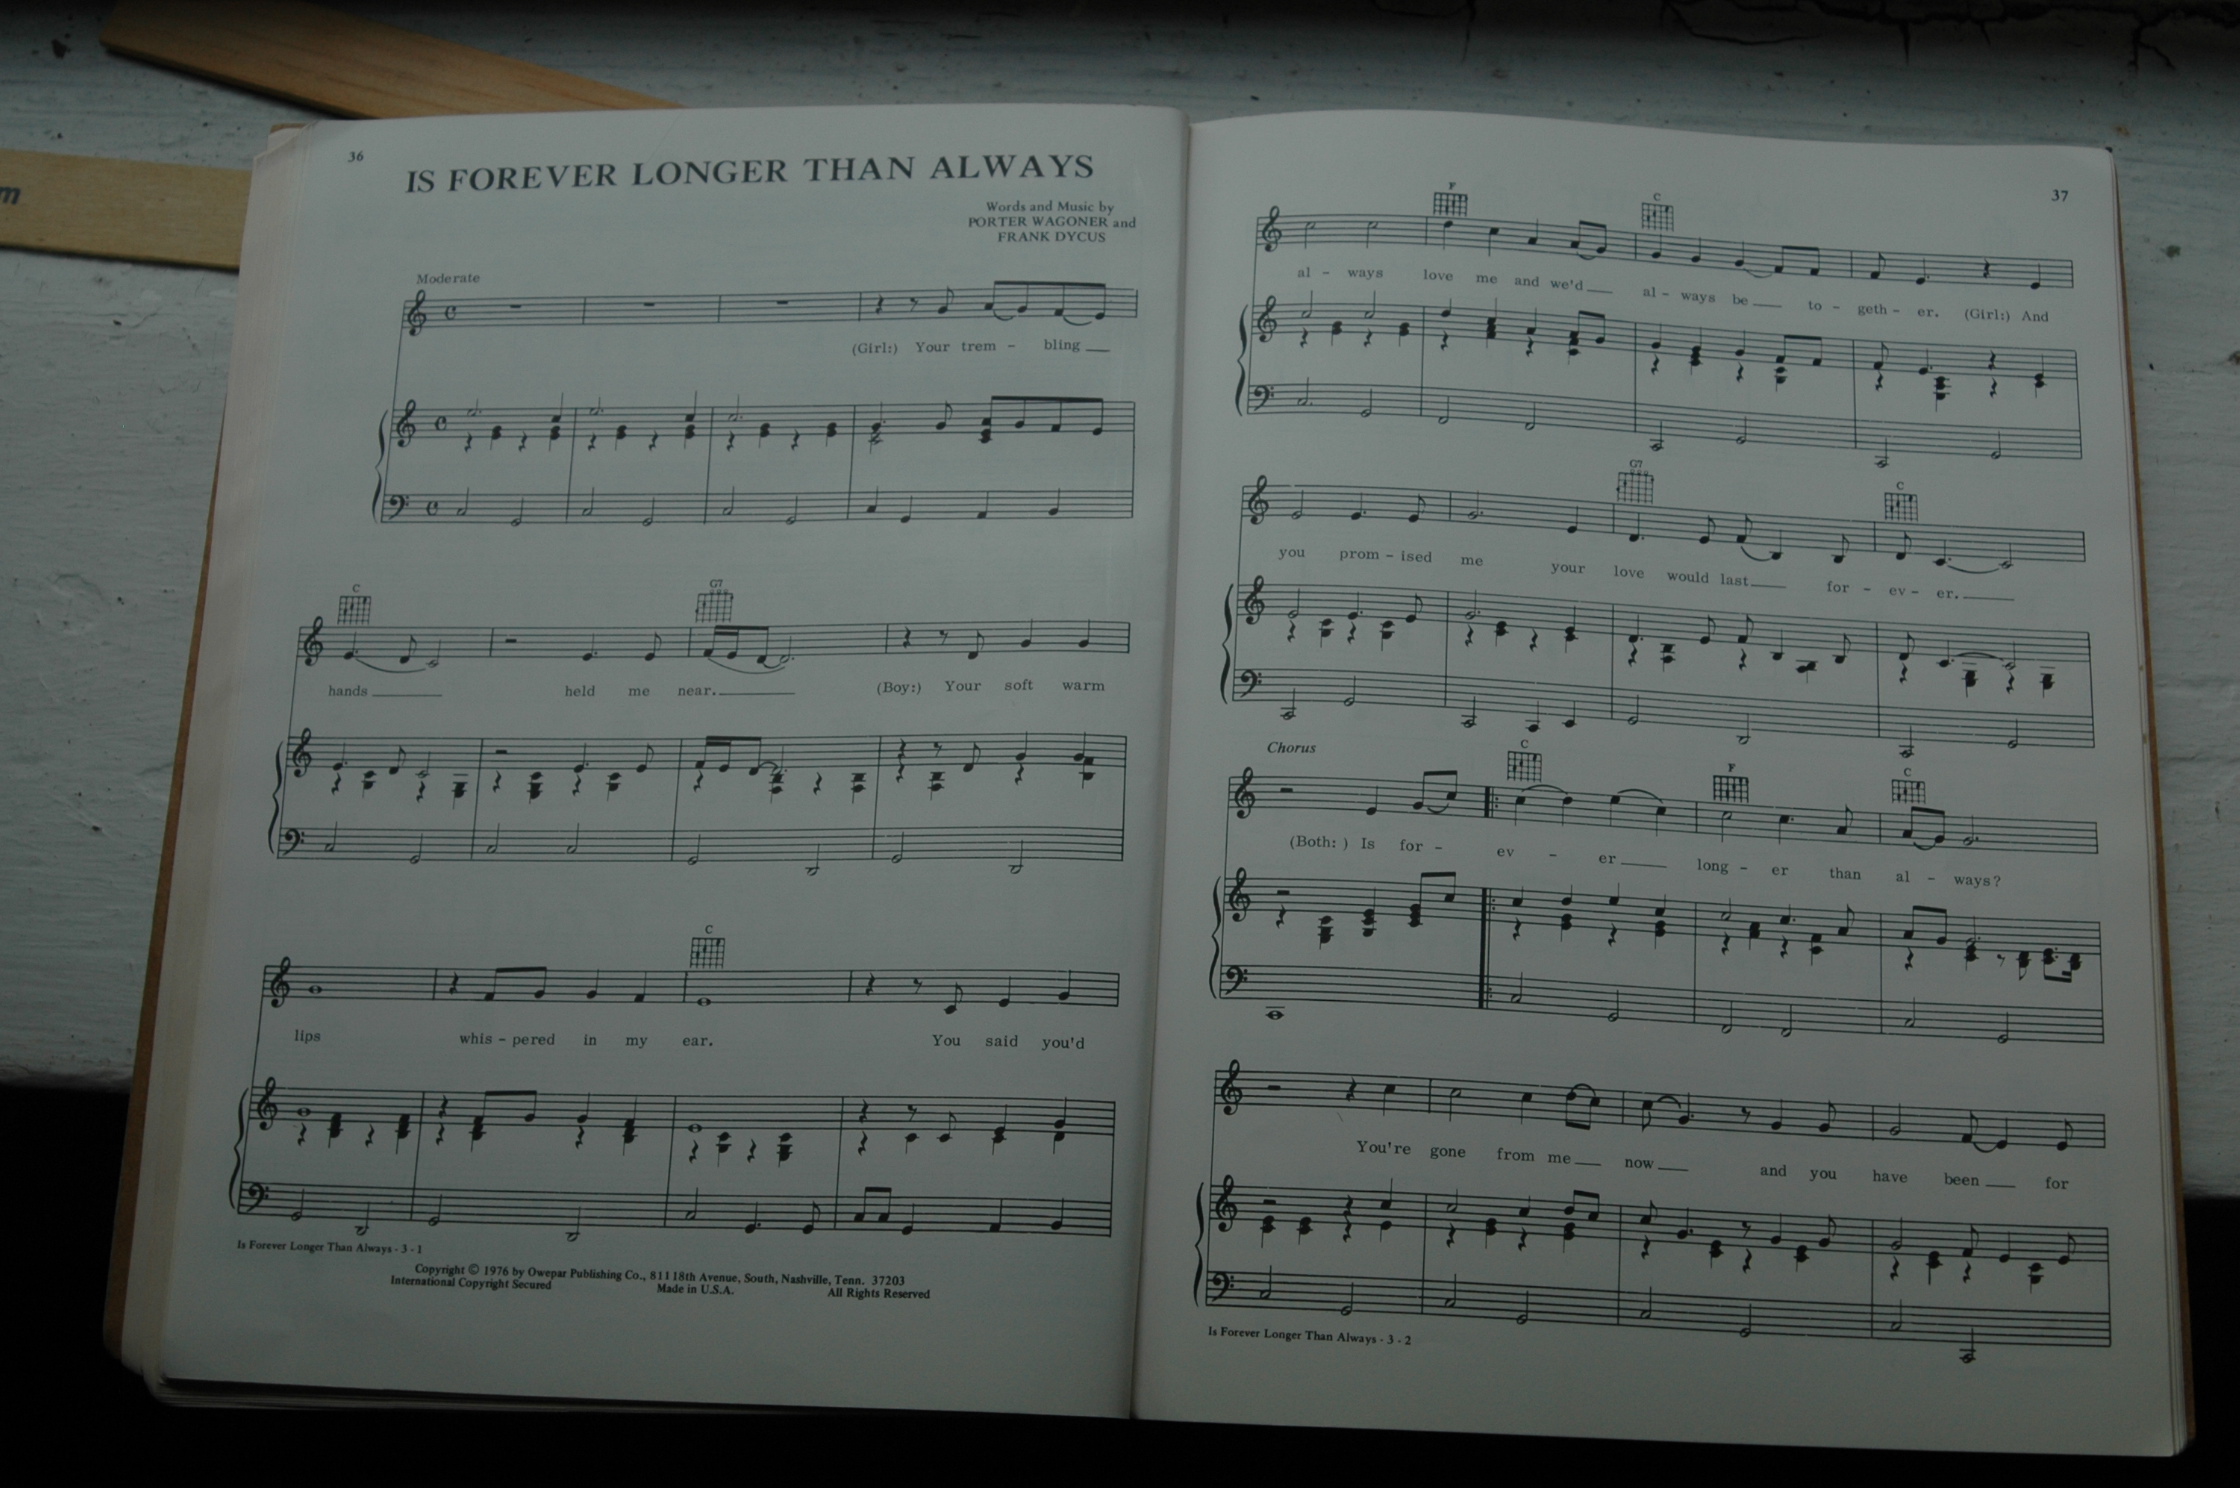 36
IS FOREVER LONGER THAN ALWAYS
Words and Music by
PORTER WAGONER and
FRANK DYCUS
Moderate
(Girl:) Your trem - bling
C G7
hands held me near. (Boy:) Your soft warm
C
lips whis - pered in my ear. You said you'd
Is Forever Longer Than Always - 3 - 1
Copyright © 1976 by Owepar Publishing Co., 811 18th Avenue, South, Nashville, Tenn. 37203
International Copyright Secured Made in U.S.A. All Rights Reserved
37
F C
al - ways love me and we'd al - ways be to - geth - er. (Girl:) And
G7 C
you prom - ised me your love would last for - ev - er.
Chorus
C F C
(Both:) Is for - ev - er long - er than al - ways?
You're gone from me now and you have been for
Is Forever Longer Than Always - 3 - 2
m